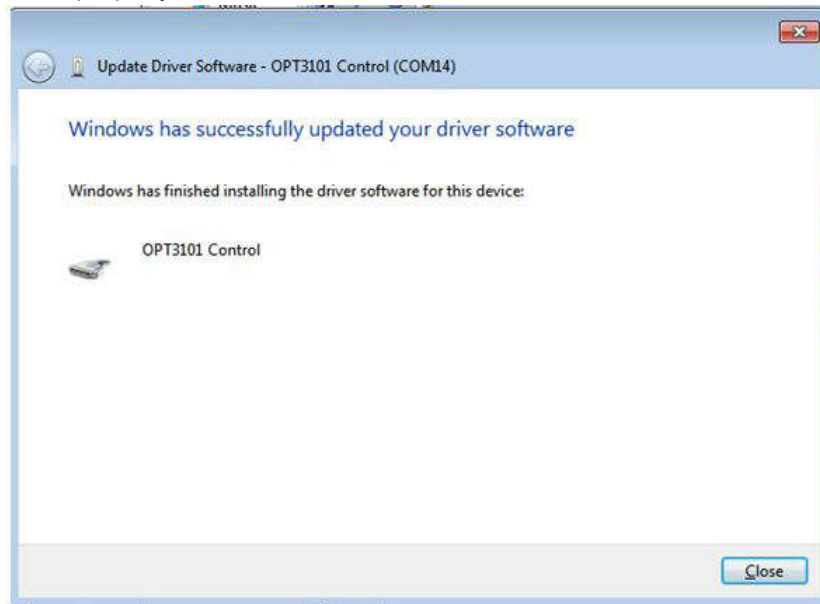 Update Driver Software - OPT3101 Control (COM14)
Windows has successfully updated your driver software
Windows has finished installing the driver software for this device:
OPT3101 Control
Close